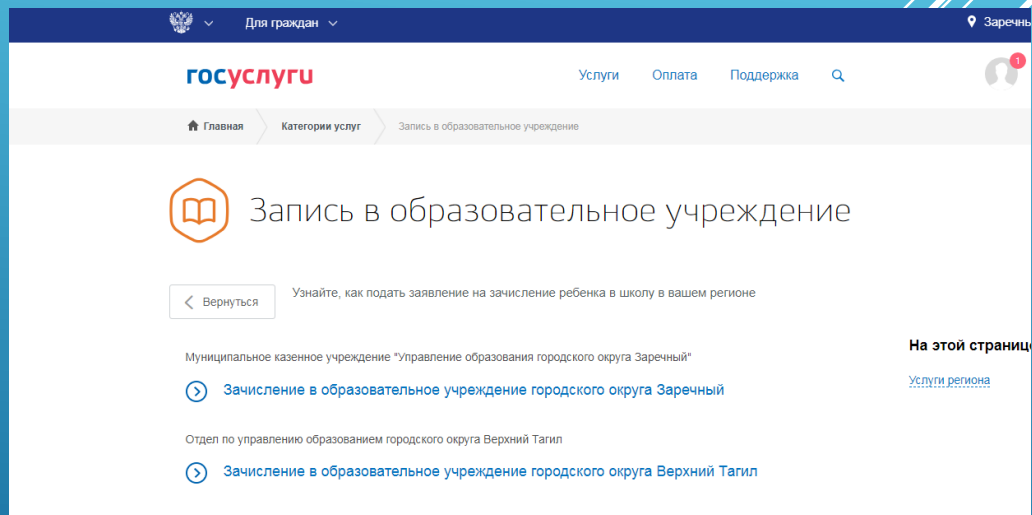 Для граждан
госуслуги
Услуги Оплата Поддержка
1
Главная Категории услуг Запись в образовательное учреждение
Запись в образовательное учреждение
Вернуться
Узнайте, как подать заявление на зачисление ребенка в школу в вашем регионе
Муниципальное казенное учреждение "Управление образования городского округа Заречный"
Зачисление в образовательное учреждение городского округа Заречный
Отдел по управлению образованием городского округа Верхний Тагил
Зачисление в образовательное учреждение городского округа Верхний Тагил
На этой
Услуги региона